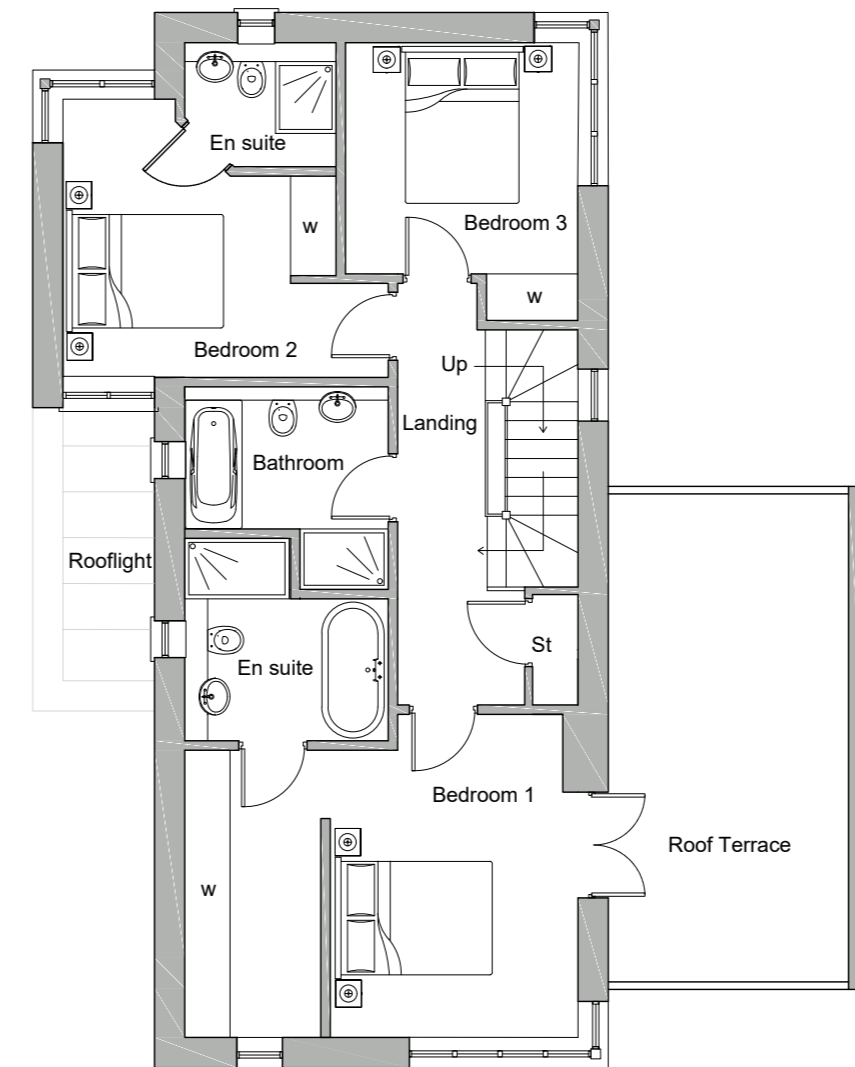 En suite
Bedroom 3
W
W
Bedroom 2
Up
Landing
Bathroom
Rooflight
St
En suite
Bedroom 1
Roof Terrace
W